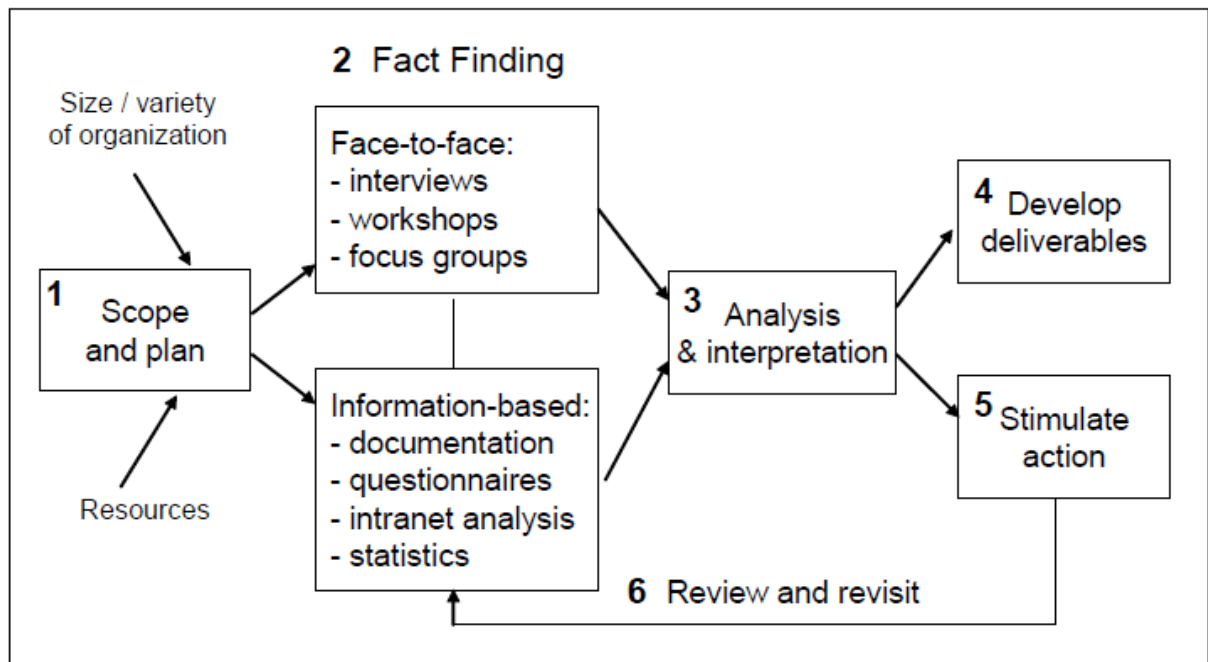 2 Fact Finding
Size / variety
of organization
Face-to-face:
- interviews
- workshops
- focus groups
1
Scope
and plan
Resources
Information-based:
- documentation
- questionnaires
- intranet analysis
- statistics
3
Analysis
& interpretation
4
Develop
deliverables
5
Stimulate
action
6 Review and revisit